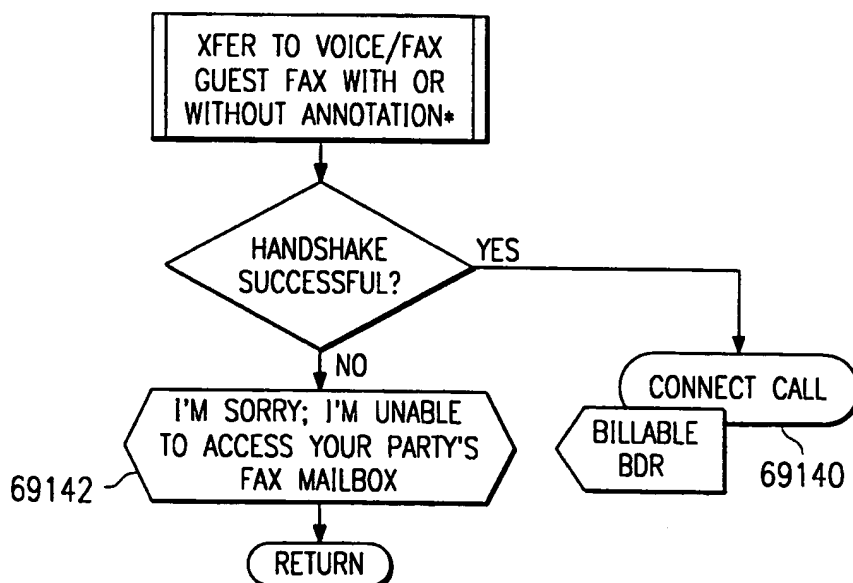 XFER TO VOICE/FAX
GUEST FAX WITH OR
WITHOUT ANNOTATION*
HANDSHAKE
SUCCESSFUL?
YES
NO
CONNECT CALL
BILLABLE
BDR
69140
I'M SORRY; I'M UNABLE
TO ACCESS YOUR PARTY'S
FAX MAILBOX
69142
RETURN